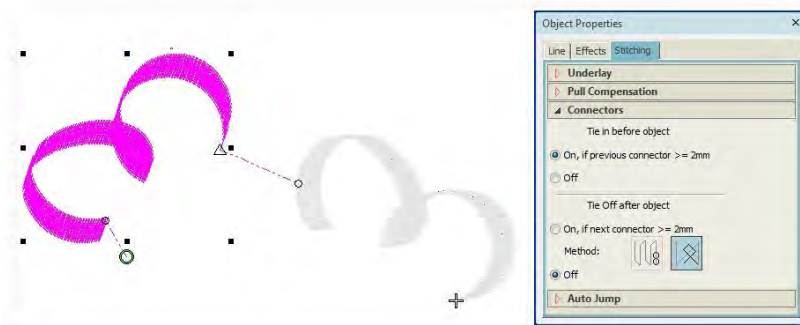 Object Properties
Line
Effects
Stitching
Underlay
Pull Compensation
Connectors
Tie in before object
On, if previous connector >= 2mm
Off
Tie Off after object
On, if next connector >= 2mm
Method:
Off
Auto Jump